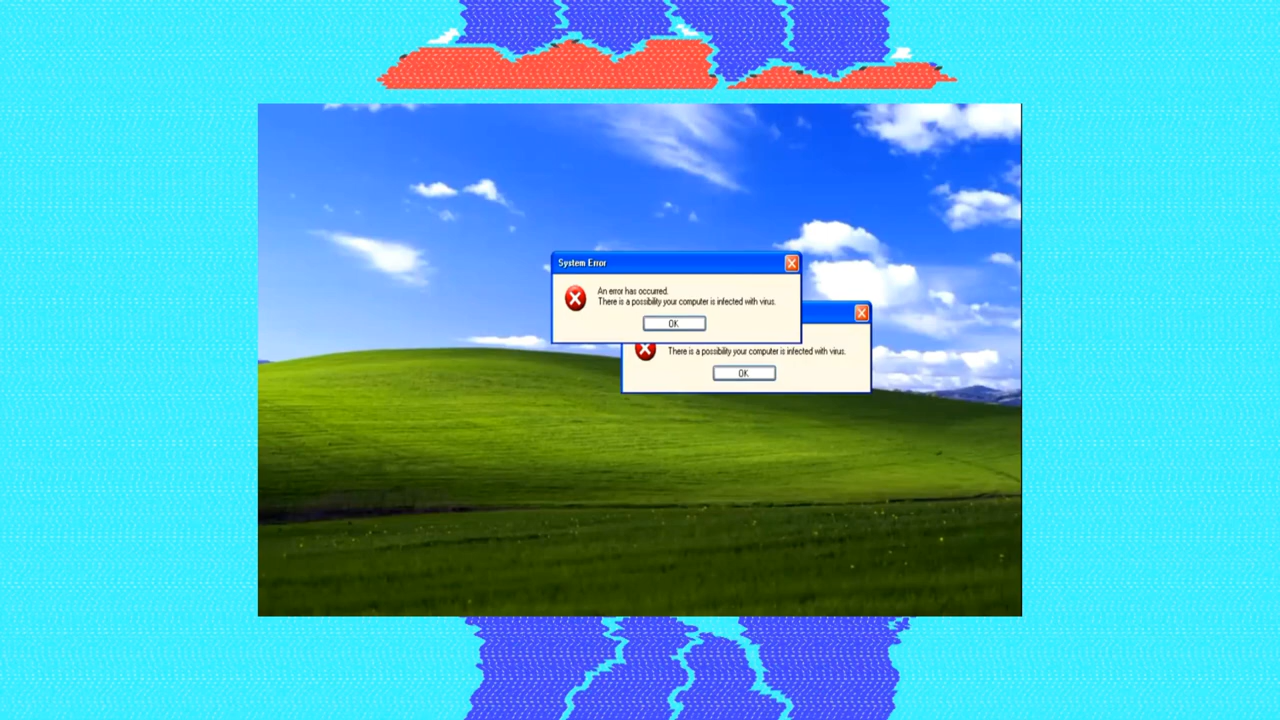 System Error
An error has occurred.
There is a possibility your computer is infected with virus.
OK
There is a possibility your computer is infected with virus.
OK